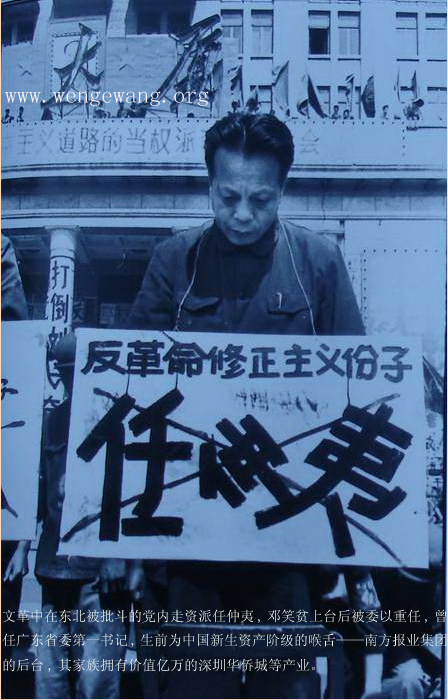 www.wengewang.org
主义道路的当权派 会
打倒
子
反革命修正主义份子
任仲夷
文革中在东北被批斗的党内走资派任仲夷，邓笑贫上台后被委以重任，曾
任广东省委第一书记，生前为中国新生资产阶级的喉舌——南方报业集团
的后台，其家族拥有价值亿万的深圳华侨城等产业。